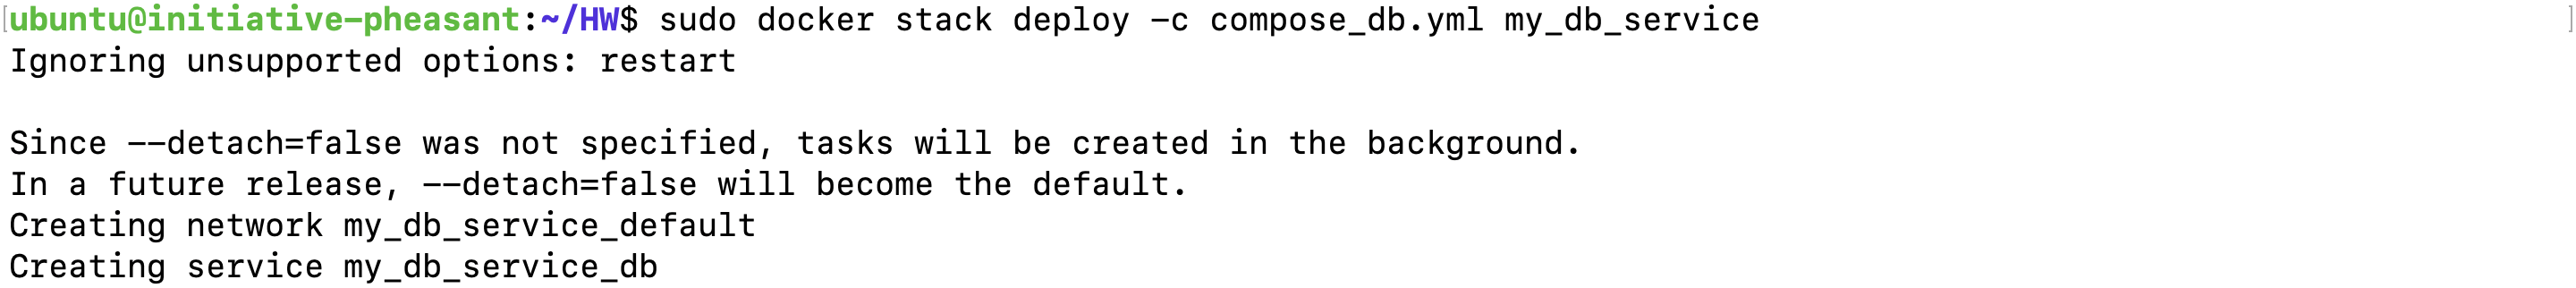 [ubuntu@initiative-pheasant:~/HW$ sudo docker stack deploy -c compose_db.yml my_db_service ]
Ignoring unsupported options: restart
Since --detach=false was not specified, tasks will be created in the background.
In a future release, --detach=false will become the default.
Creating network my_db_service_default
Creating service my_db_service_db